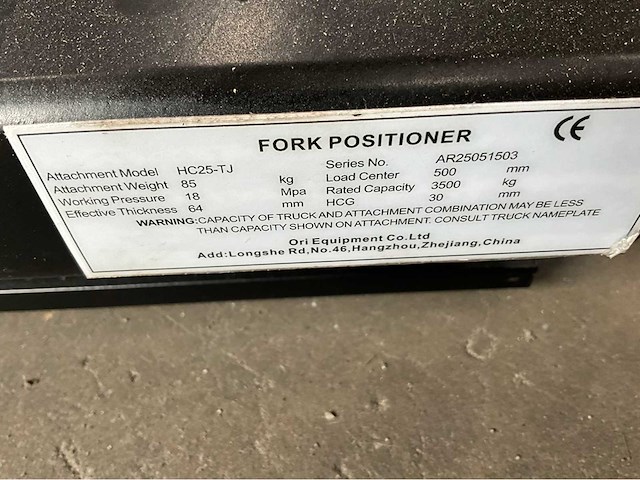 FORK POSITIONER CE
Attachment Model HC25-TJ Series No. AR25051503
Attachment Weight 85 kg Load Center 500 mm
Working Pressure 18 Mpa Rated Capacity 3500 kg
Effective Thickness 64 mm HCG 30 mm
WARNING:CAPACITY OF TRUCK AND ATTACHMENT COMBINATION MAY BE LESS
THAN CAPACITY SHOWN ON ATTACHMENT. CONSULT TRUCK NAMEPLATE
Ori Equipment Co.Ltd
Add:Longshe Rd,No.46,Hangzhou,Zhejiang,China